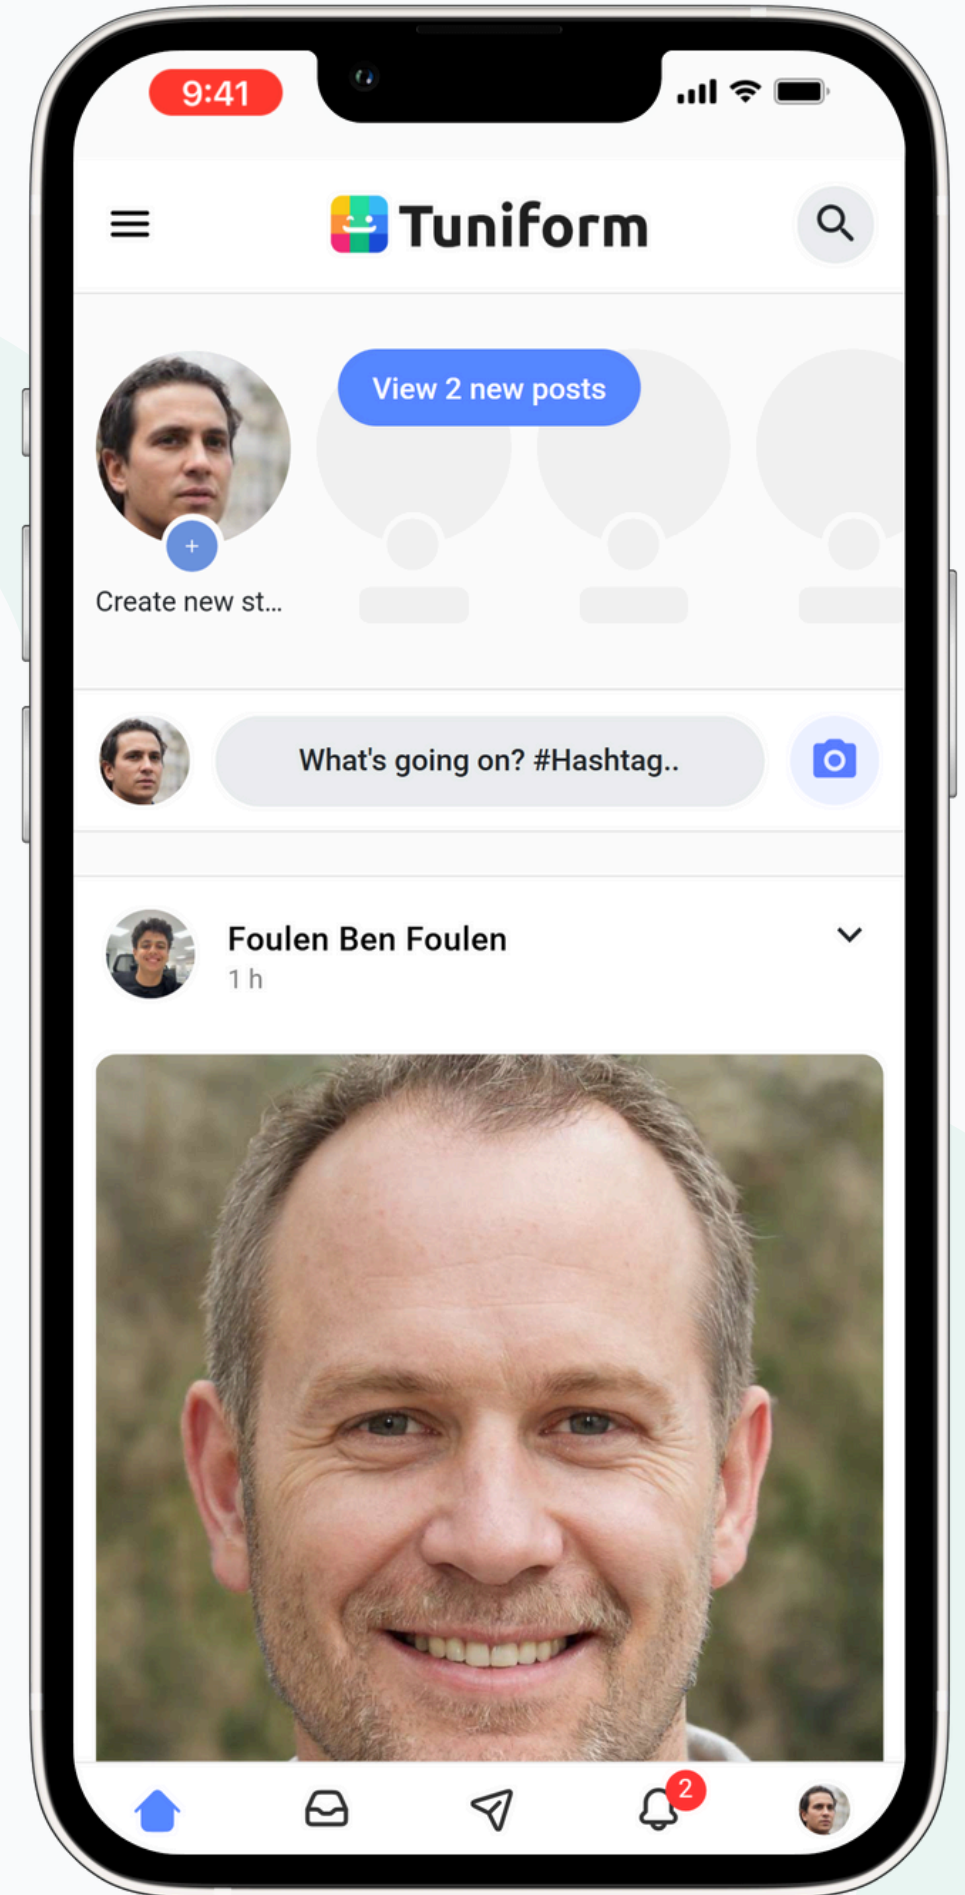 9:41
Tuniform
View 2 new posts
+
Create new st...
What's going on? #Hashtag..
Foulen Ben Foulen
1 h
2